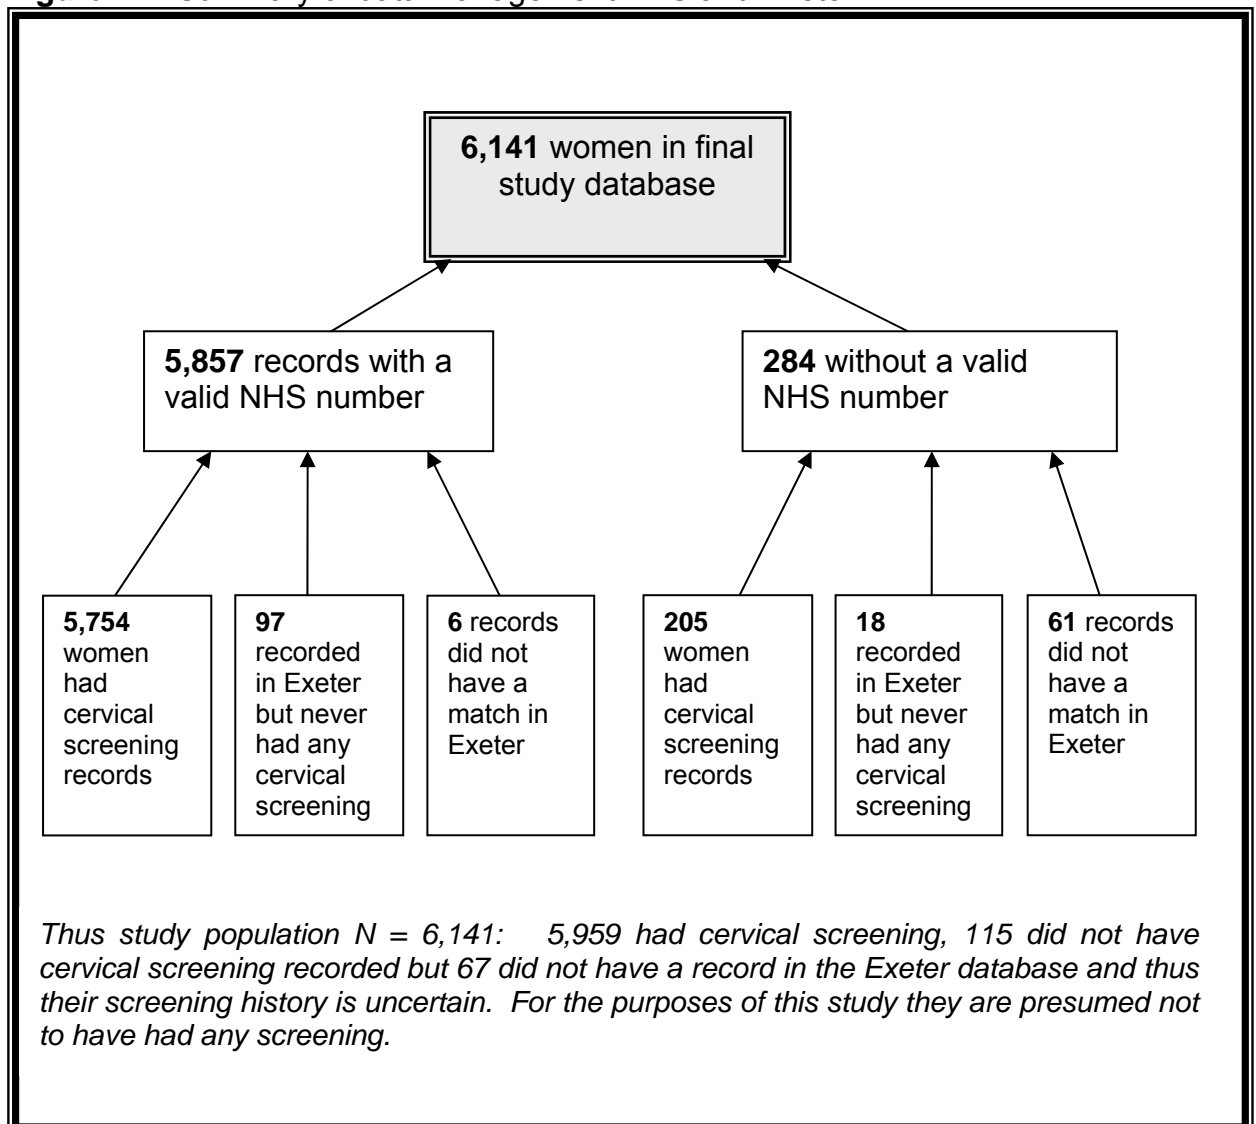 6,141 women in final
study database
5,857 records with a
valid NHS number
284 without a valid
NHS number
5,754
women
had
cervical
screening
records
97
recorded
in Exeter
but never
had any
cervical
screening
6 records
did not
have a
match in
Exeter
205
women
had
cervical
screening
records
18
recorded
in Exeter
but never
had any
cervical
screening
61 records
did not
have a
match in
Exeter
Thus study population N = 6,141: 5,959 had cervical screening, 115 did not have
cervical screening recorded but 67 did not have a record in the Exeter database and thus
their screening history is uncertain. For the purposes of this study they are presumed not
to have had any screening.